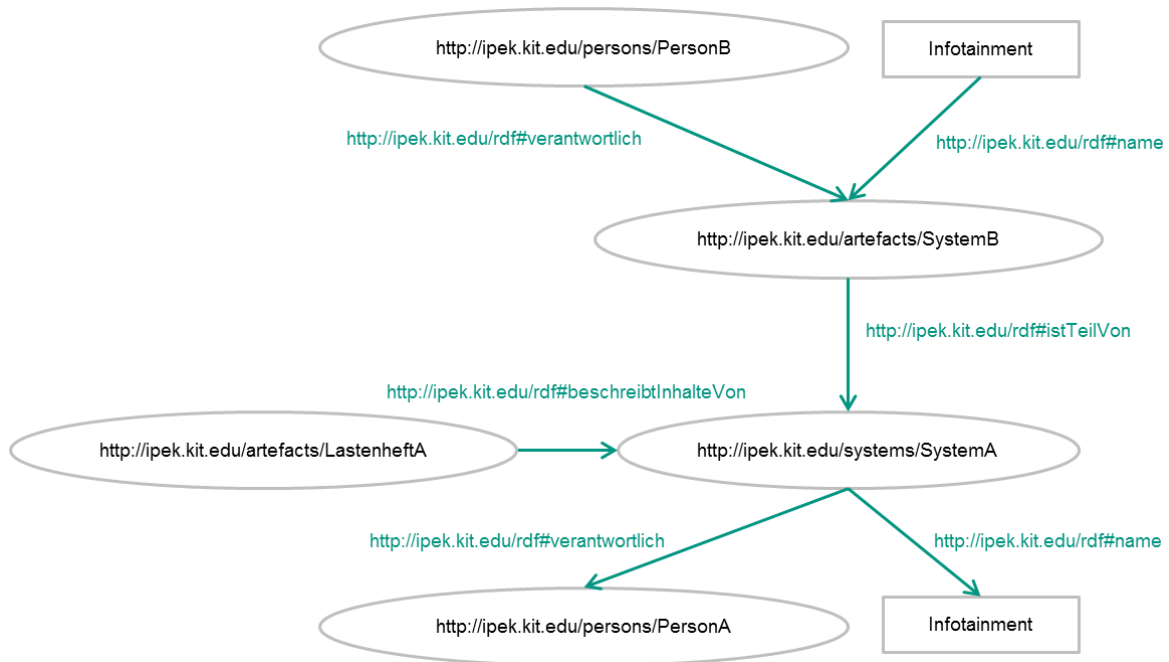 http://ipek.kit.edu/persons/PersonB
Infotainment
http://ipek.kit.edu/rdf#verantwortlich
http://ipek.kit.edu/rdf#name
http://ipek.kit.edu/artefacts/SystemB
http://ipek.kit.edu/rdf#istTeilVon
http://ipek.kit.edu/rdf#beschreibtInhalteVon
http://ipek.kit.edu/artefacts/LastenheftA
http://ipek.kit.edu/systems/SystemA
http://ipek.kit.edu/rdf#verantwortlich
http://ipek.kit.edu/rdf#name
http://ipek.kit.edu/persons/PersonA
Infotainment